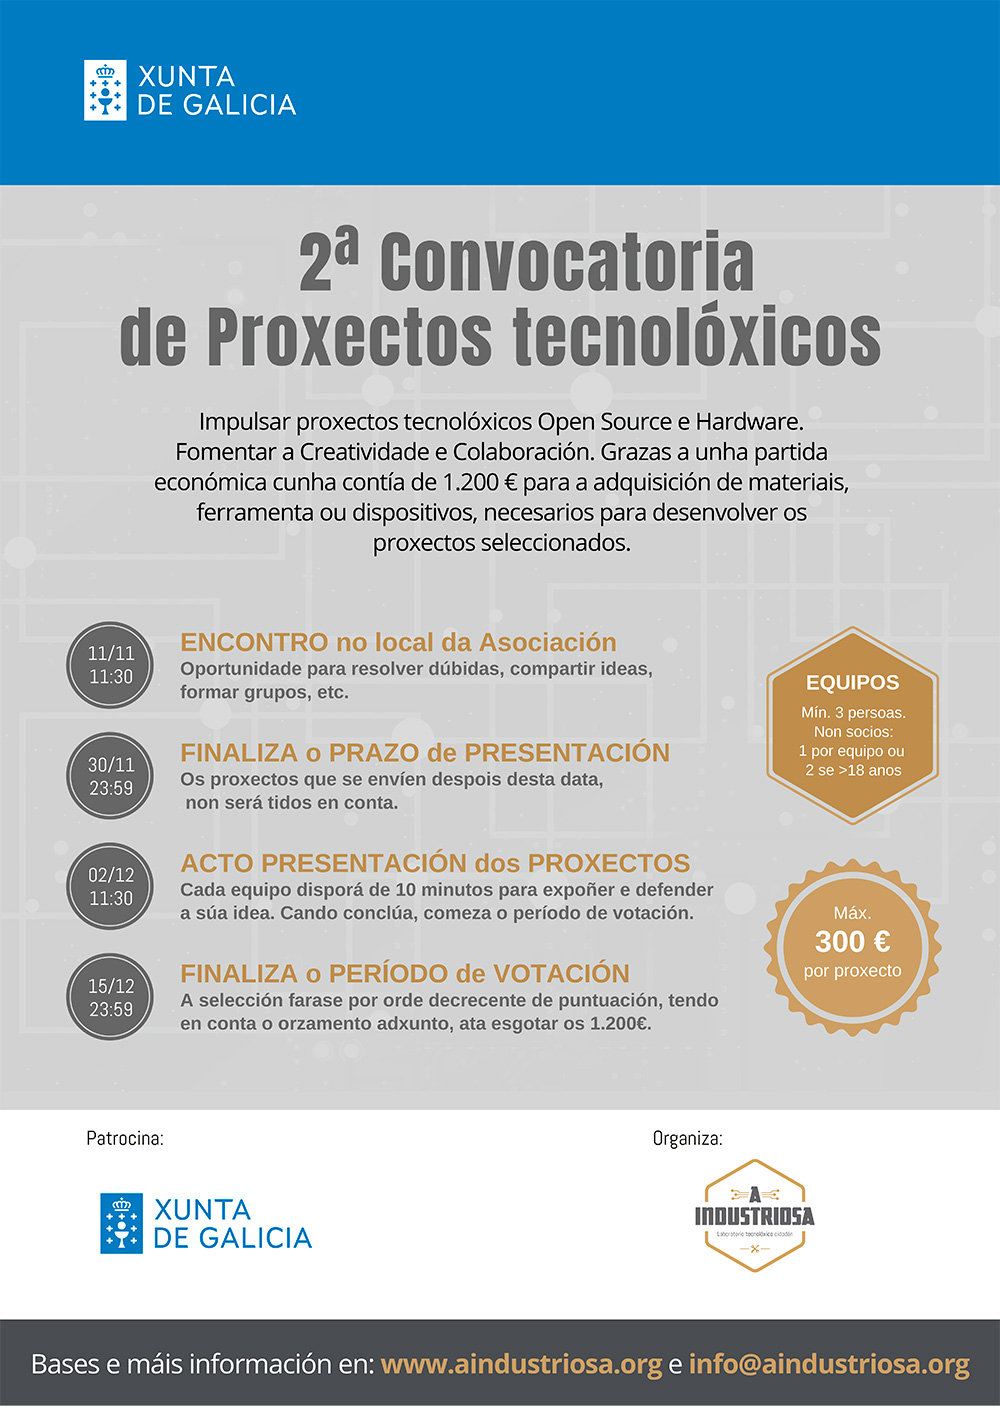 XUNTA
DE GALICIA
2ª Convocatoria
de Proxectos tecnolóxicos
Impulsar proxectos tecnolóxicos Open Source e Hardware.
Fomentar a Creatividade e Colaboración. Grazas a unha partida
económica cunha contía de 1.200 € para a adquisición de materiais,
ferramenta ou dispositivos, necesarios para desenvolver os
proxectos seleccionados.
11/11
11:30
ENCONTRO no local da Asociación
Oportunidade para resolver dúbidas, compartir ideas,
formar grupos, etc.
30/11
23:59
FINALIZA o PRAZO de PRESENTACIÓN
Os proxectos que se envíen despois desta data,
non será tidos en conta.
02/12
11:30
ACTO PRESENTACIÓN dos PROXECTOS
Cada equipo disporá de 10 minutos para expoñer e defender
a súa idea. Cando conclúa, comeza o período de votación.
15/12
23:59
FINALIZA o PERÍODO de VOTACIÓN
A selección farase por orde decrecente de puntuación, tendo
en conta o orzamento adxunto, ata esgotar os 1.200€.
EQUIPOS
Mín. 3 persoas.
Non socios:
1 por equipo ou
2 se >18 anos
Máx.
300 €
por proxecto
Patrocina:
XUNTA
DE GALICIA
Organiza:
A
INDUSTRIOSA
Laboratorio tecnolóxico cidadán
Bases e máis información en: www.aindustriosa.org e info@aindustriosa.org